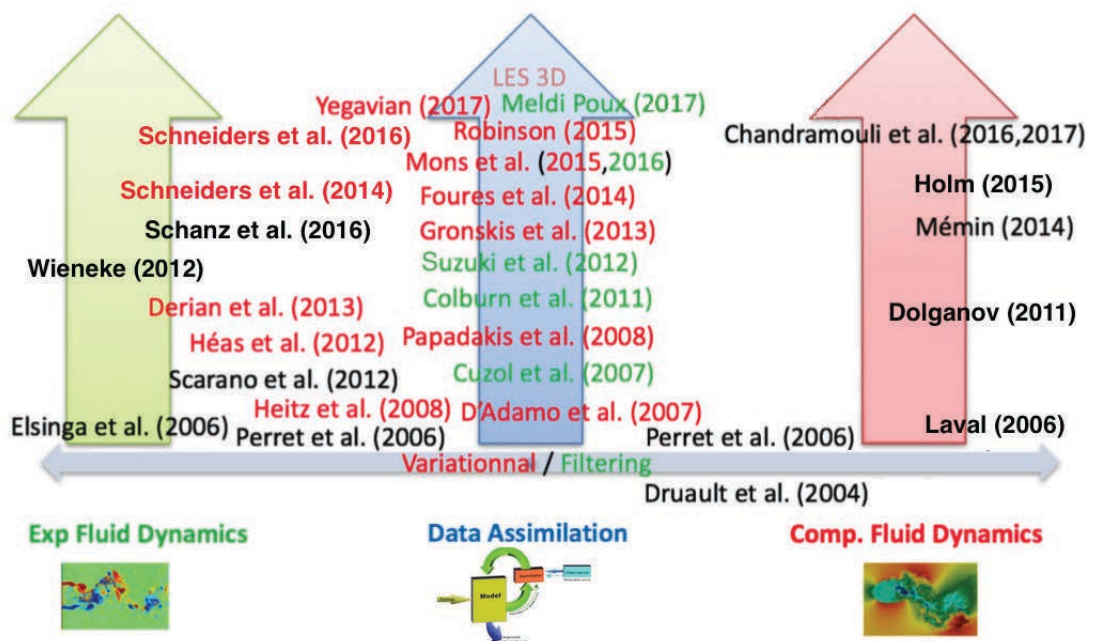 LES 3D
Yegavian (2017) Meldi Poux (2017)
Schneiders et al. (2016) Robinson (2015) Chandramouli et al. (2016,2017)
Mons et al. (2015,2016)
Schneiders et al. (2014) Foures et al. (2014) Holm (2015)
Schanz et al. (2016) Gronskis et al. (2013) Mémin (2014)
Wieneke (2012) Suzuki et al. (2012)
Derian et al. (2013) Colburn et al. (2011) Dolganov (2011)
Héas et al. (2012) Papadakis et al. (2008)
Scarano et al. (2012) Cuzol et al. (2007)
Elsinga et al. (2006) Heitz et al. (2008) D'Adamo et al. (2007) Laval (2006)
Perret et al. (2006) Perret et al. (2006)
Variationnal / Filtering
Druault et al. (2004)
Exp Fluid Dynamics Data Assimilation Comp. Fluid Dynamics
Model